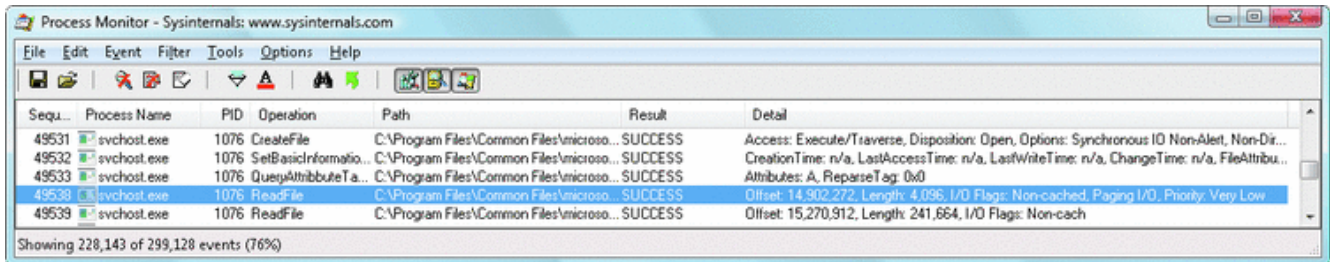 Process Monitor - Sysinternals: www.sysinternals.com
File Edit Event Filter Tools Options Help
Sequ... Process Name PID Operation Path Result Detail
49531 svchost.exe 1076 CreateFile C:\Program Files\Common Files\microso... SUCCESS Access: Execute/Traverse, Disposition: Open, Options: Synchronous IO Non-Alert, Non-Dir...
49532 svchost.exe 1076 SetBasicInformatio... C:\Program Files\Common Files\microso... SUCCESS CreationTime: n/a, LastAccessTime: n/a, LastWriteTime: n/a, ChangeTime: n/a, FileAttribu...
49533 svchost.exe 1076 QueryAttribbuteTa... C:\Program Files\Common Files\microso... SUCCESS Attributes: A, ReparseTag: 0x0
49538 svchost.exe 1076 ReadFile C:\Program Files\Common Files\microso... SUCCESS Offset: 14,902,272, Length: 4,096, I/O Flags: Non-cached, Paging I/O, Priority: Very Low
49539 svchost.exe 1076 ReadFile C:\Program Files\Common Files\microso... SUCCESS Offset: 15,270,912, Length: 241,664, I/O Flags: Non-cach
Showing 228,143 of 299,128 events (76%)